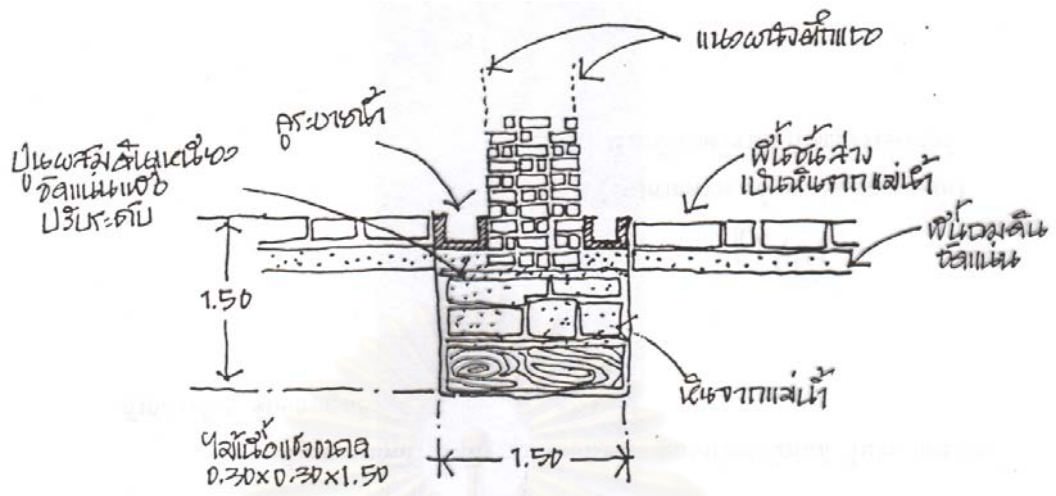 แนวผนังตึกแถว
คูระบายน้ำ
ปูนผสมดินเหนียว
อัดแน่นแล้ว
ปรับระดับ
พื้นชั้นล่าง
เป็นหินจากแม่น้ำ
พื้นถมดิน
อัดแน่น
1.50
หินจากแม่น้ำ
ไม้เนื้อแข็งขนาด
0.30x0.30x1.50
1.50